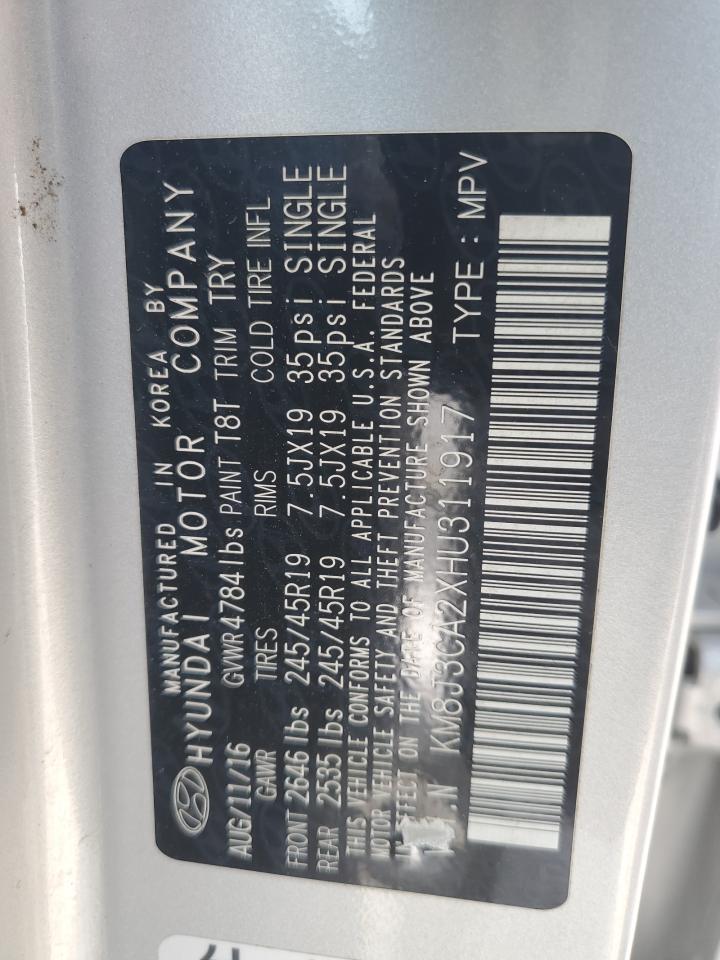 MANUFACTURED IN KOREA BY
HYUNDAI MOTOR COMPANY
AUG/11/16 GVWR 4784 lbs PAINT T8T TRIM TRY
GAWR TIRES RIMS COLD TIRE INFL
FRONT 2646 lbs 245/45R19 7.5JX19 35psi SINGLE
REAR 2535 lbs 245/45R19 7.5JX19 35psi SINGLE
THIS VEHICLE CONFORMS TO ALL APPLICABLE U.S.A. FEDERAL
MOTOR VEHICLE SAFETY AND THEFT PREVENTION STANDARDS
EFFECT ON THE DATE OF MANUFACTURE SHOWN ABOVE
KM8J3CA2XHU311917 TYPE : MPV